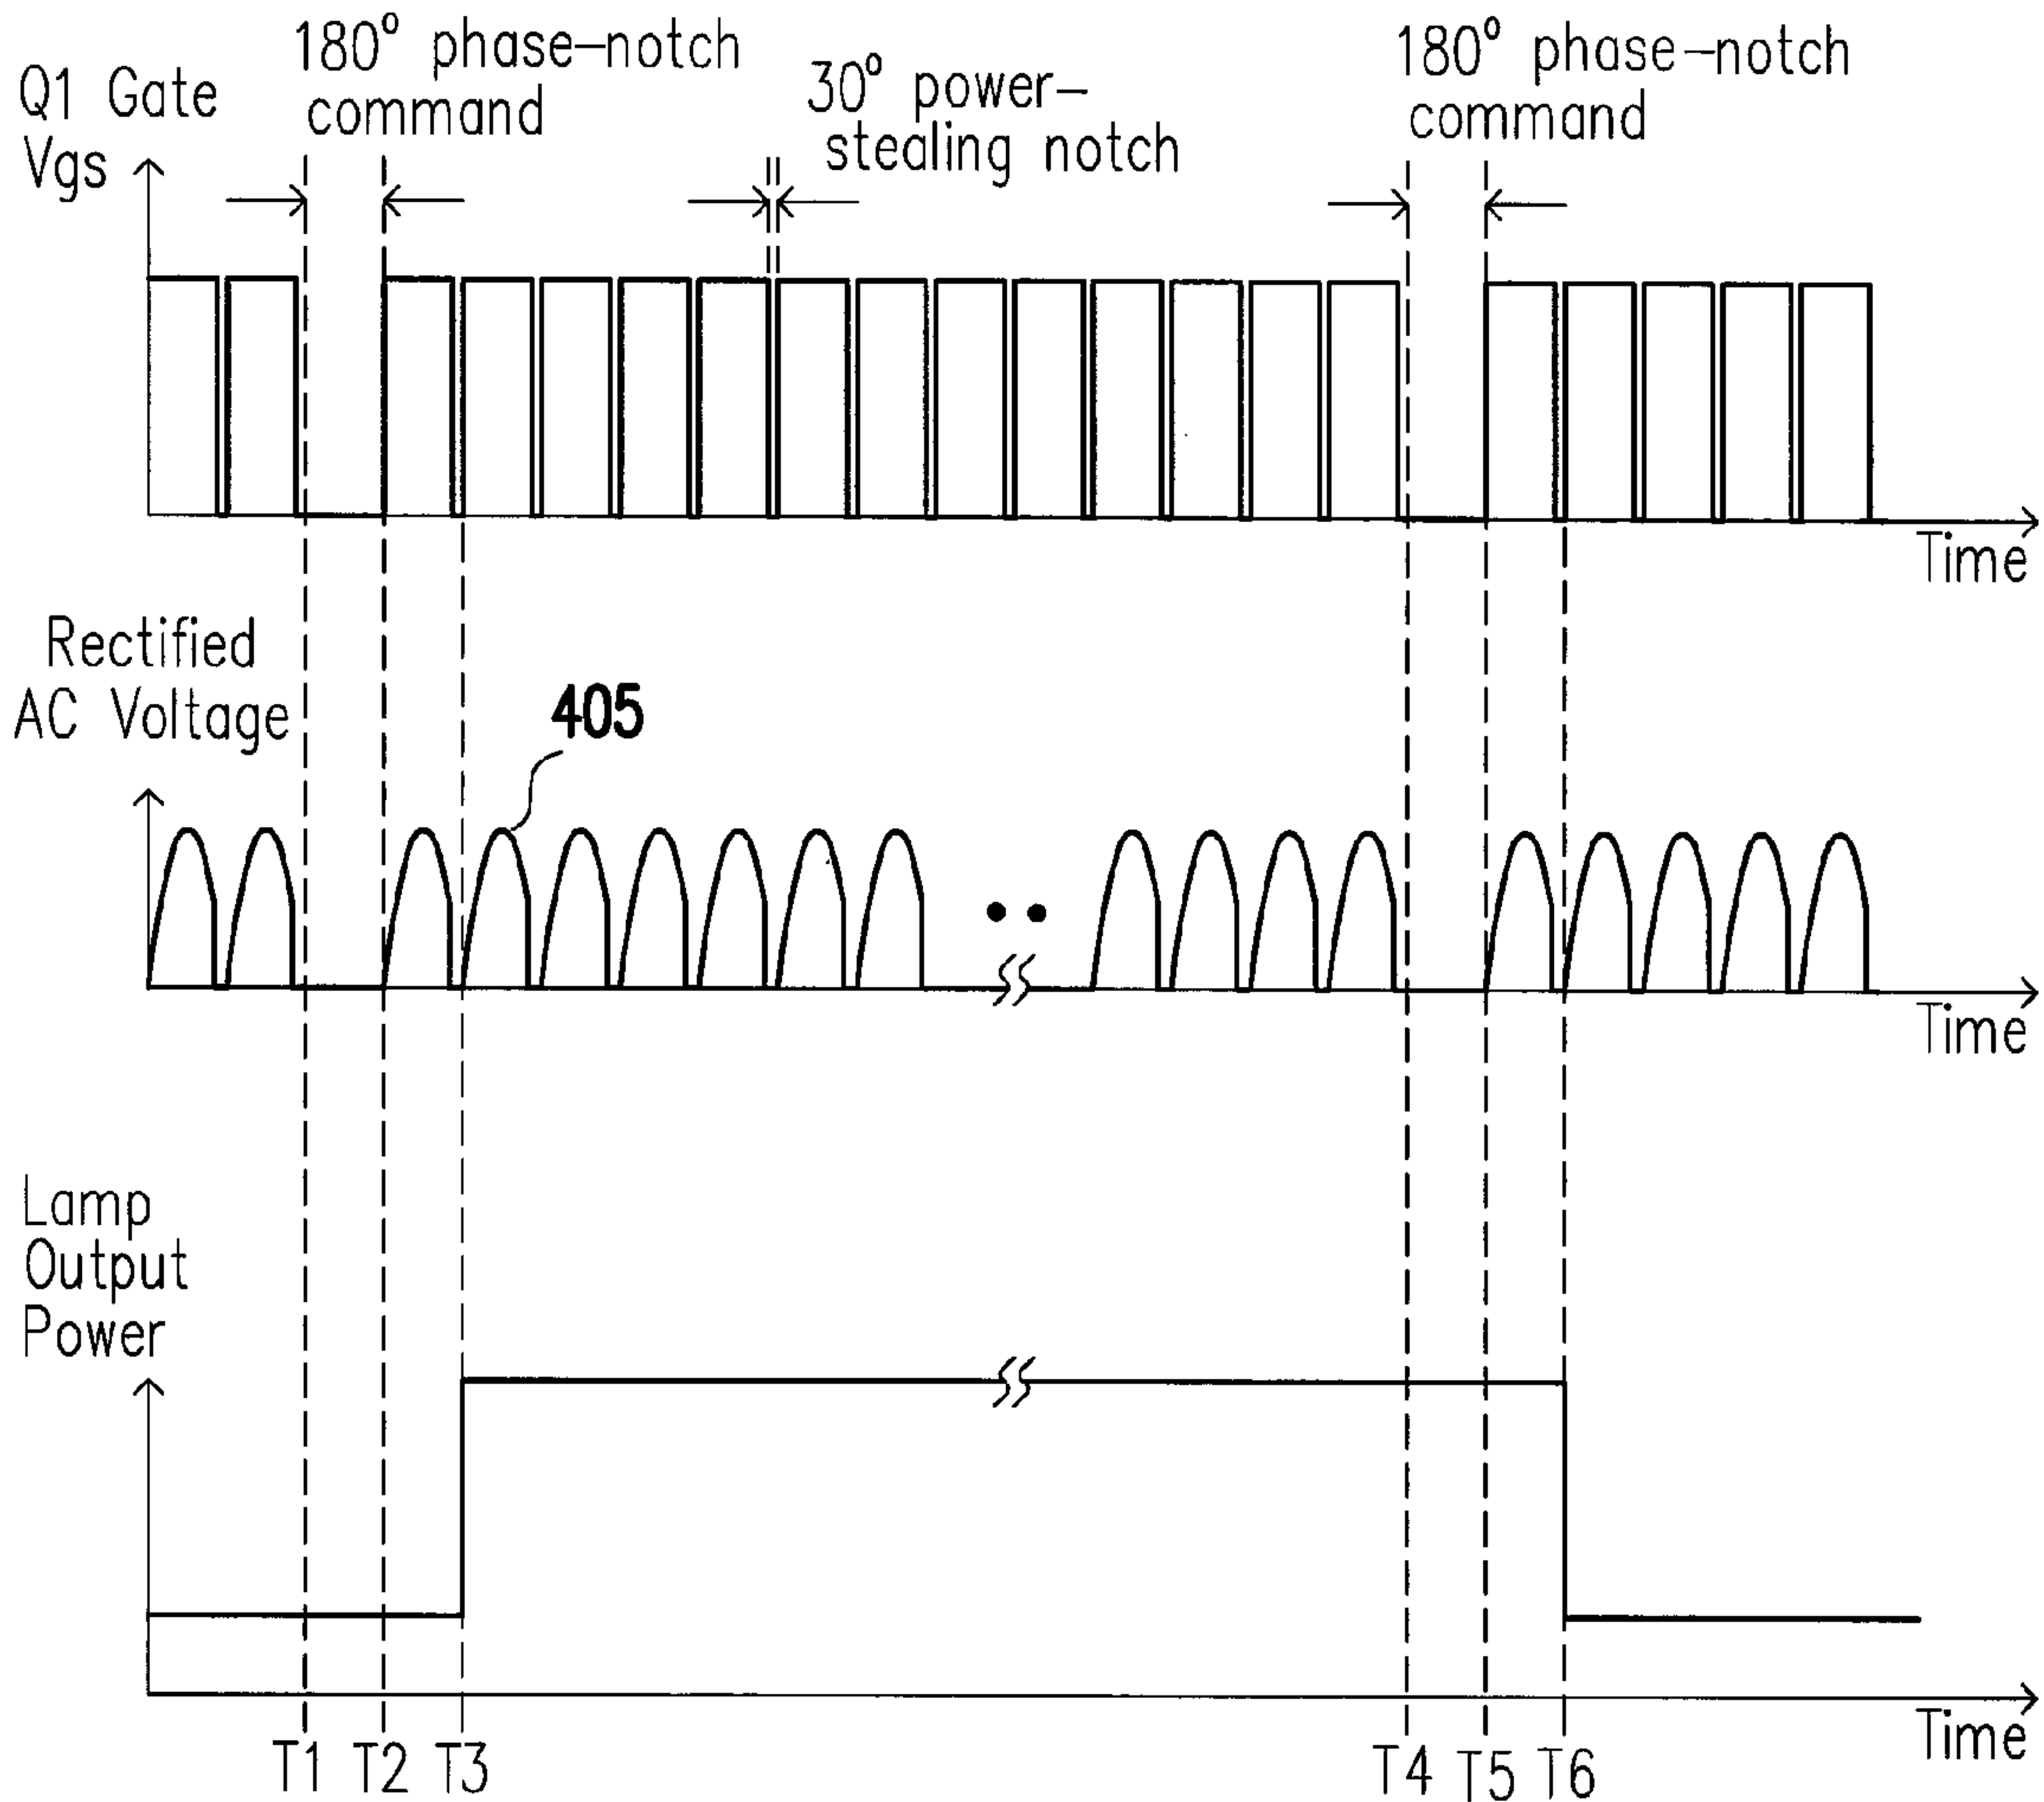 Q1 Gate
Vgs
180° phase-notch
command
30° power-
stealing notch
180° phase-notch
command
Time
Rectified
AC Voltage
405
Time
Lamp
Output
Power
Time
T1 T2 T3 T4 T5 T6